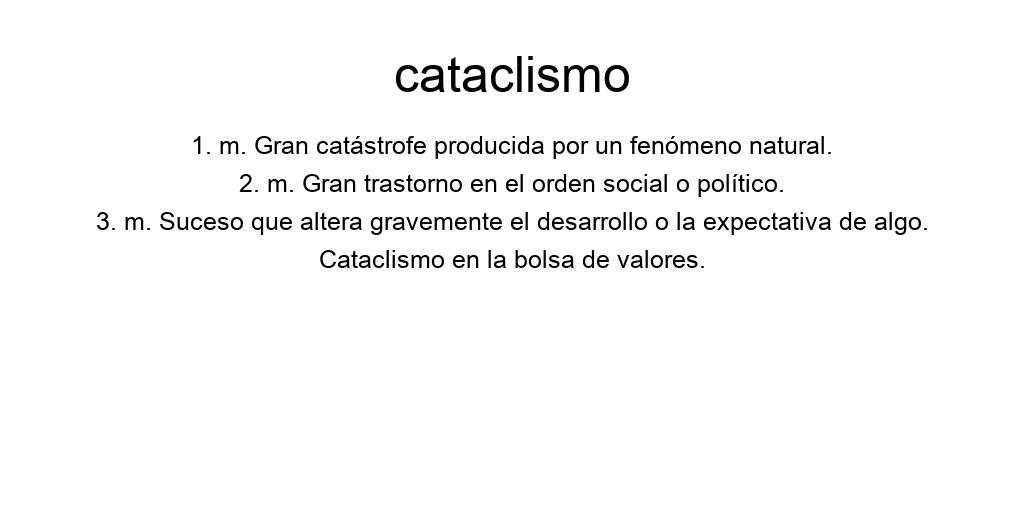 cataclismo
1. m. Gran catástrofe producida por un fenómeno natural.
2. m. Gran trastorno en el orden social o político.
3. m. Suceso que altera gravemente el desarrollo o la expectativa de algo.
Cataclismo en la bolsa de valores.